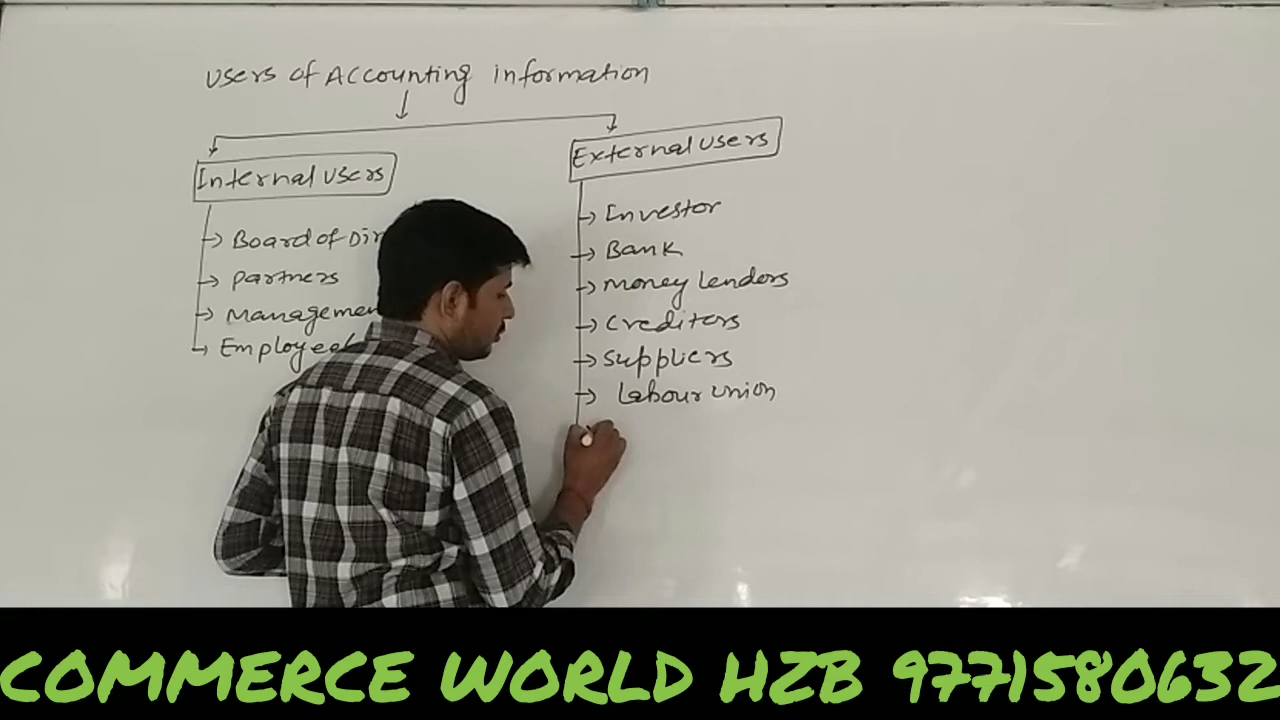 Users of Accounting information
Internal users
Board of Dir
Partners
Managemen
Employee
External users
Investor
Bank
Money lenders
Creditors
Suppliers
Labour union
COMMERCE WORLD HZB 9771580632